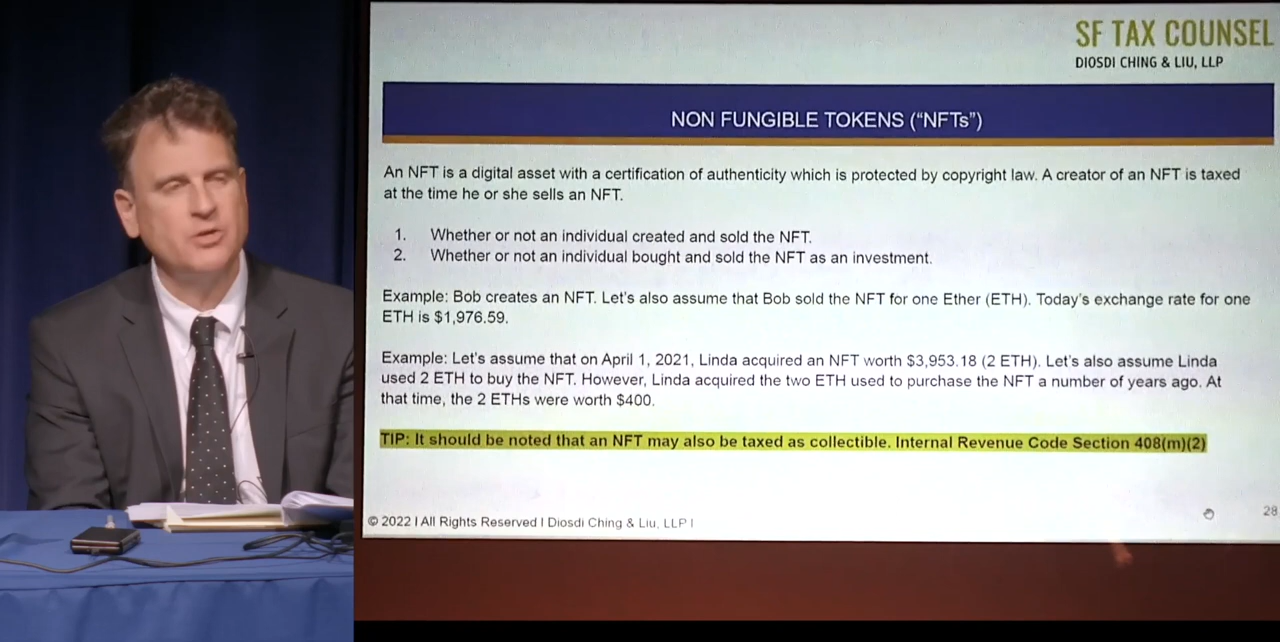 SF TAX COUNSEL
DIOSDI CHING & LIU, LLP
NON FUNGIBLE TOKENS (“NFTs”)
An NFT is a digital asset with a certification of authenticity which is protected by copyright law. A creator of an NFT is taxed
at the time he or she sells an NFT.
1. Whether or not an individual created and sold the NFT.
2. Whether or not an individual bought and sold the NFT as an investment.
Example: Bob creates an NFT. Let’s also assume that Bob sold the NFT for one Ether (ETH). Today’s exchange rate for one
ETH is $1,976.59.
Example: Let’s assume that on April 1, 2021, Linda acquired an NFT worth $3,953.18 (2 ETH). Let’s also assume Linda
used 2 ETH to buy the NFT. However, Linda acquired the two ETH used to purchase the NFT a number of years ago. At
that time, the 2 ETHs were worth $400.
TIP: It should be noted that an NFT may also be taxed as collectible. Internal Revenue Code Section 408(m)(2)
© 2022 I All Rights Reserved I Diosdi Ching & Liu, LLP I
28